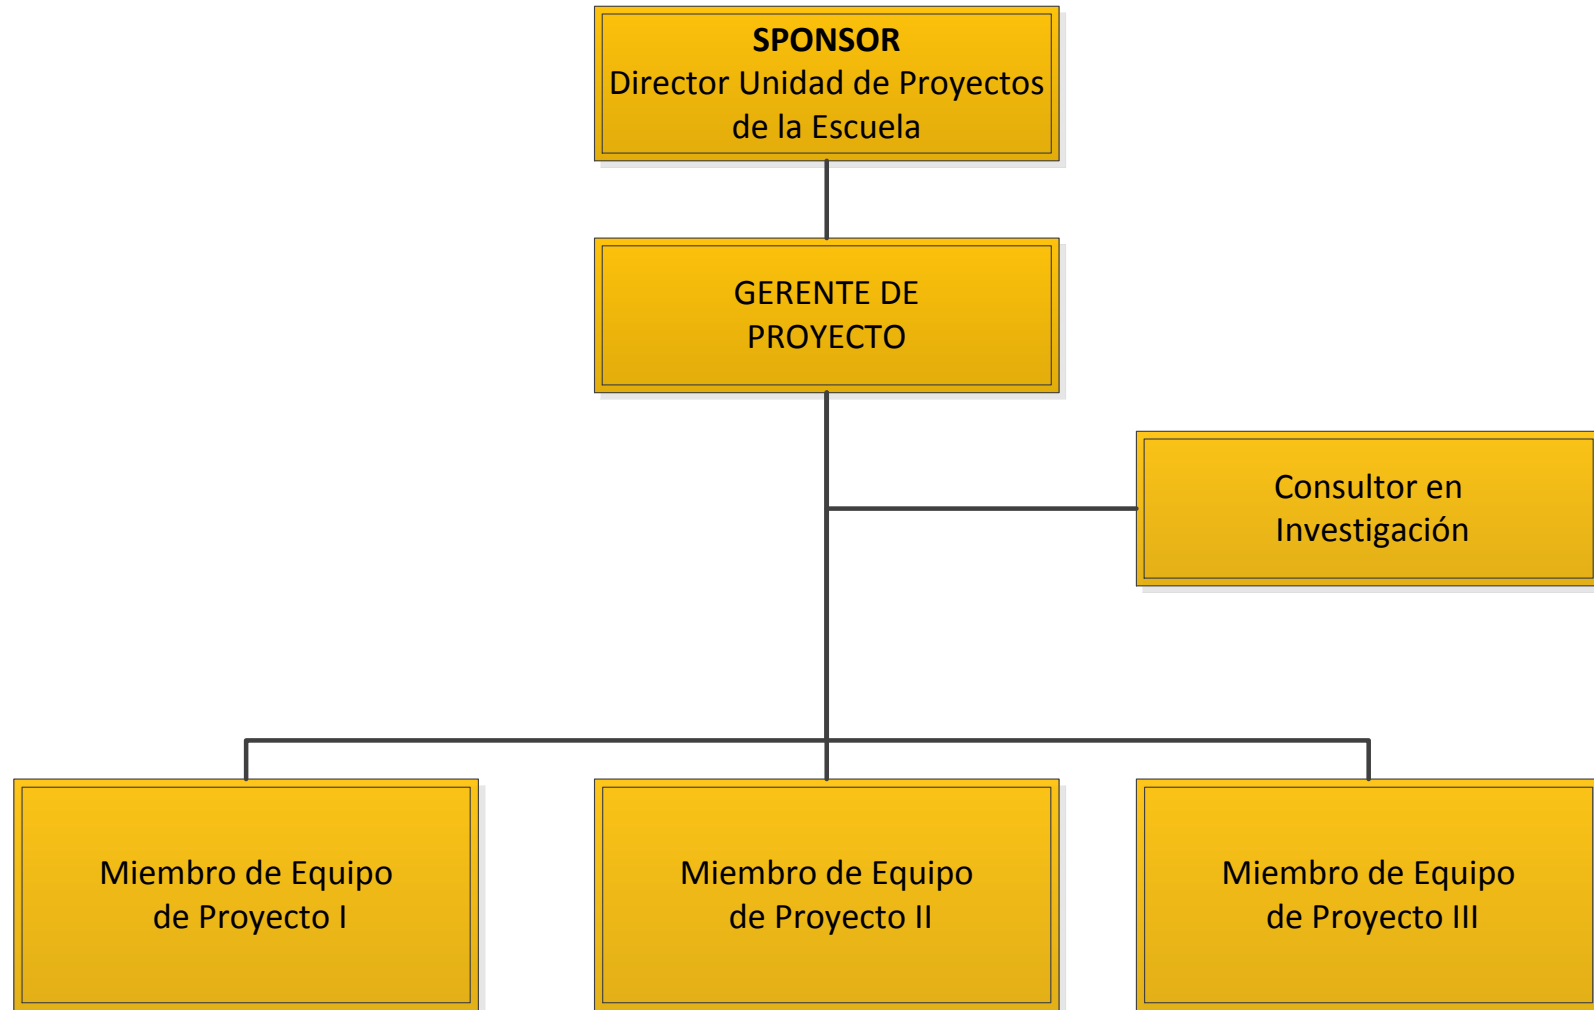 SPONSOR
Director Unidad de Proyectos
de la Escuela
GERENTE DE
PROYECTO
Consultor en
Investigación
Miembro de Equipo
de Proyecto I
Miembro de Equipo
de Proyecto II
Miembro de Equipo
de Proyecto III